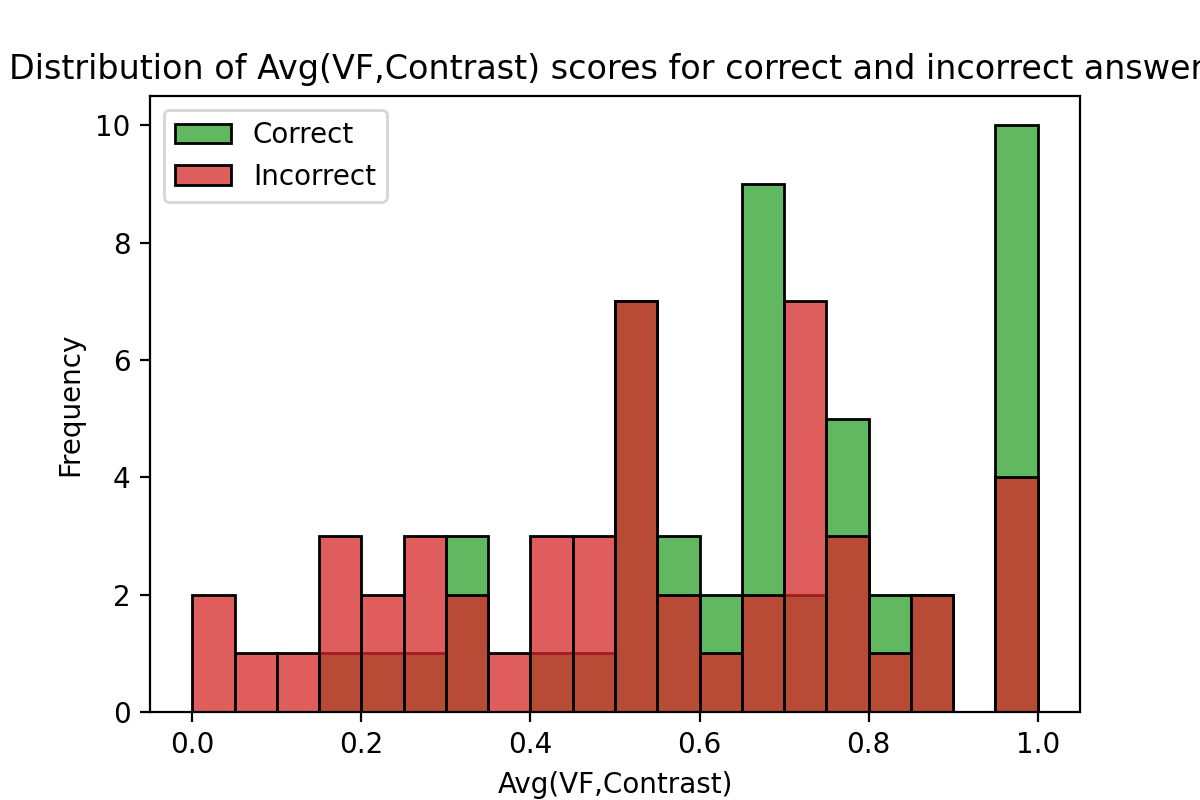 Distribution of Avg(VF,Contrast) scores for correct and incorrect answer
Correct
Incorrect
10
8
6
4
2
0
Frequency
0.0 0.2 0.4 0.6 0.8 1.0
Avg(VF,Contrast)